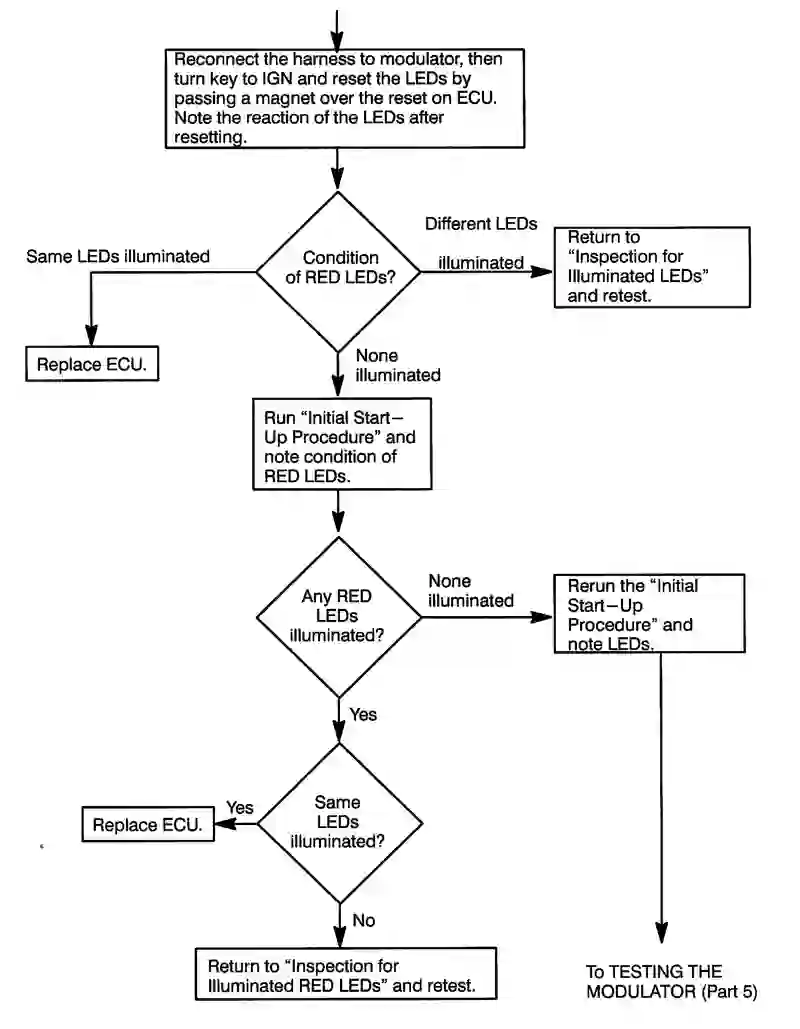 Reconnect the harness to modulator, then
turn key to IGN and reset the LEDs by
passing a magnet over the reset on ECU.
Note the reaction of the LEDs after
resetting.
Condition
of RED LEDs?
Same LEDs illuminated
Different LEDs
illuminated
Return to
“Inspection for
Illuminated LEDs”
and retest.
Replace ECU.
None
illuminated
Run “Initial Start—
Up Procedure” and
note condition of
RED LEDs.
Any RED
LEDs
illuminated?
None
illuminated
Rerun the “Initial
Start—Up
Procedure” and
note LEDs.
Yes
Same
LEDs
illuminated?
Yes
Replace ECU.
No
Return to “Inspection for
Illuminated RED LEDs” and retest.
To TESTING THE
MODULATOR (Part 5)